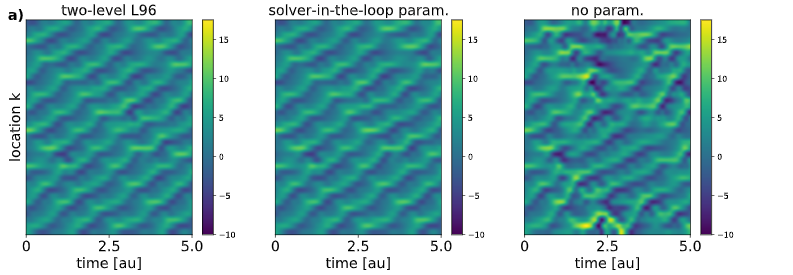 a)
two-level L96
solver-in-the-loop param.
no param.
15
10
5
0
−5
−10
15
10
5
0
−5
−10
15
10
5
0
−5
−10
location k
0 2.5 5.0
0 2.5 5.0
0 2.5 5.0
time [au]
time [au]
time [au]